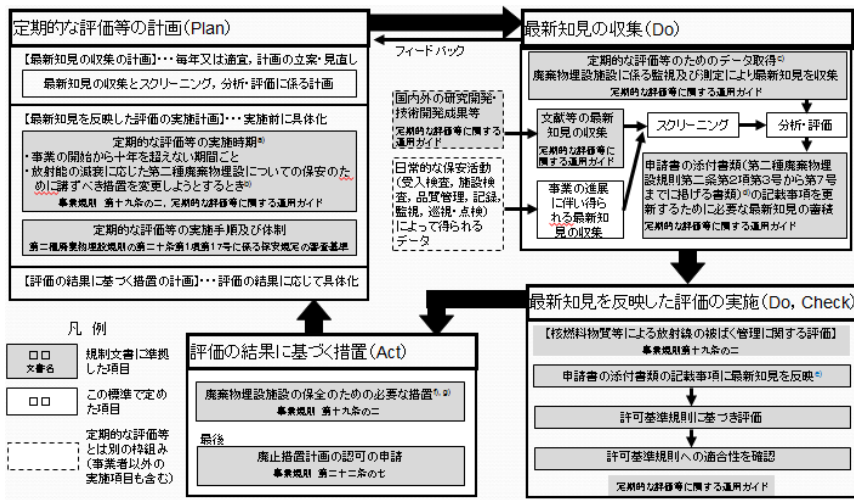 定期的な評価等の計画(Plan)
【最新知見の収集の計画】･･･毎年又は適宜，計画の立案・見直し
最新知見の収集とスクリーニング，分析・評価に係る計画
【最新知見を反映した評価の実施計画】･･･実施前に具体化
定期的な評価等の実施時期a)
・事業の開始から十年を超えない期間ごと
・放射能の減衰に応じた第二種廃棄物埋設についての保安のた
めに講ずべき措置を変更しようとするときb)
事業規則 第十九条の二，定期的な評価等に関する運用ガイド
定期的な評価等の実施手順及び体制
第二種廃棄物埋設規則の第二十条第1項第17号に係る保安規定の審査基準
【評価の結果に基づく措置の計画】･･･評価の結果に応じて具体化
フィードバック
最新知見の収集(Do)
定期的な評価等のためのデータ取得c)
廃棄物埋設施設に係る監視及び測定により最新知見を収集
定期的な評価等に関する運用ガイド
国内外の研究開発・
技術開発成果等
定期的な評価等に関する
運用ガイド
文献等の最新
知見の収集
定期的な評価等に
関する運用ガイド
スクリーニング
分析・評価
日常的な保安活動
(受入検査，施設検
査，品質管理，記録，
監視，巡視・点検)
によって得られる
データ
事業の進展
に伴い得ら
れる最新知
見の収集
申請書の添付書類(第二種廃棄物埋
設規則第二条第2項第3号から第7号
までに掲げる書類)d)の記載事項を更
新するために必要な最新知見の蓄積
定期的な評価等に関する運用ガイド
最新知見を反映した評価の実施(Do, Check)
【核燃料物質等による放射線の被ばく管理に関する評価】
事業規則第十九条の二
申請書の添付書類の記載事項に最新知見を反映e)
許可基準規則に基づき評価
許可基準規則への適合性を確認
定期的な評価等に関する運用ガイド
評価の結果に基づく措置(Act)
廃棄物埋設施設の保全のための必要な措置f), g)
事業規則 第十九条の二
最後
廃止措置計画の認可の申請
事業規則 第二十二条の七
凡 例
□□
文書名
規制文書に準拠
した項目
□□
この標準で定め
た項目
定期的な評価等
とは別の枠組み
(事業者以外の
実施項目も含む)